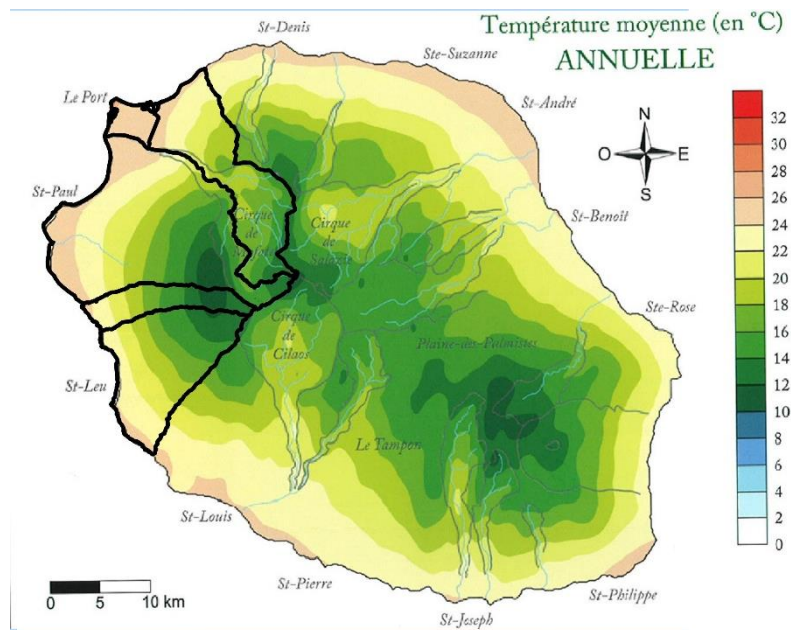 Température moyenne (en °C)
ANNUELLE
St-Denis
Ste-Suzanne
Le Port
St-André
N
O
E
S
St-Paul
Cirque
de
Cirque
de
Salazie
St-Benoît
Ste-Rose
Cirque
de
Cilaos
Plaine-des-Palmistes
St-Leu
Le Tampon
St-Louis
St-Pierre
St-Philippe
St-Joseph
0 5 10 km
32
30
28
26
24
22
20
18
16
14
12
10
8
6
4
2
0